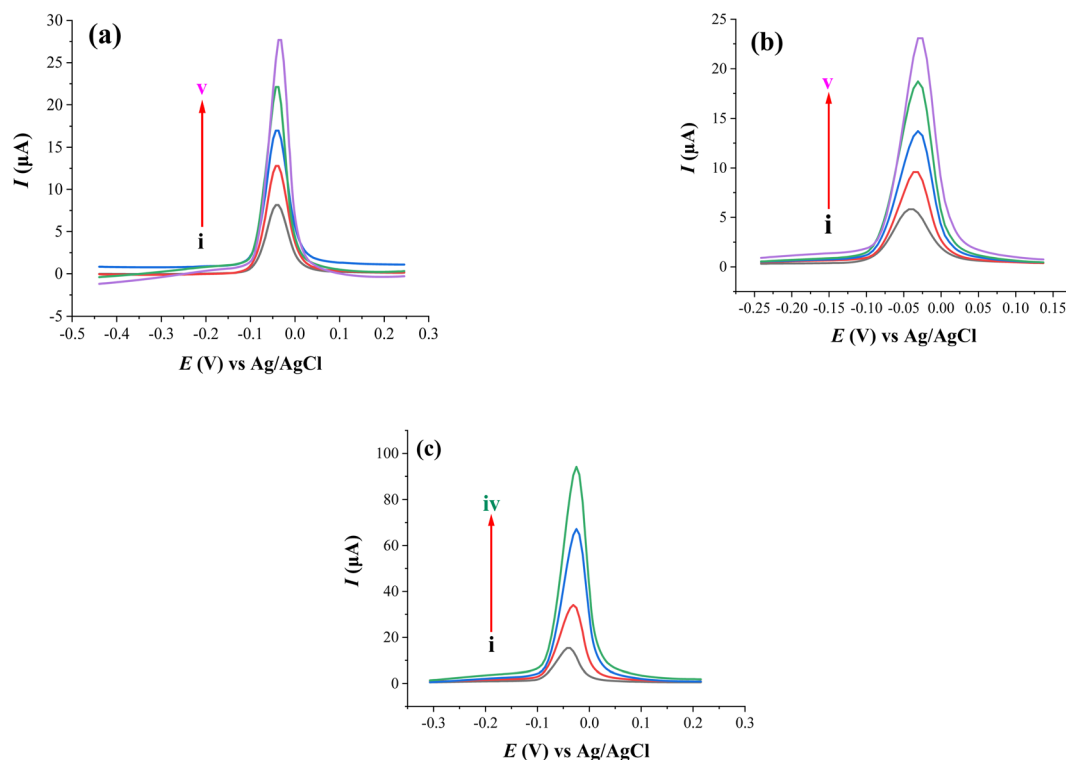 (a)
30
25
20
15
10
5
0
-5
I (µA)
v
i
-0.5 -0.4 -0.3 -0.2 -0.1 0.0 0.1 0.2 0.3
E (V) vs Ag/AgCl
(b)
25
20
15
10
5
0
I (µA)
v
i
-0.25 -0.20 -0.15 -0.10 -0.05 0.00 0.05 0.10 0.15
E (V) vs Ag/AgCl
(c)
100
80
60
40
20
0
I (µA)
iv
i
-0.3 -0.2 -0.1 0.0 0.1 0.2 0.3
E (V) vs Ag/AgCl